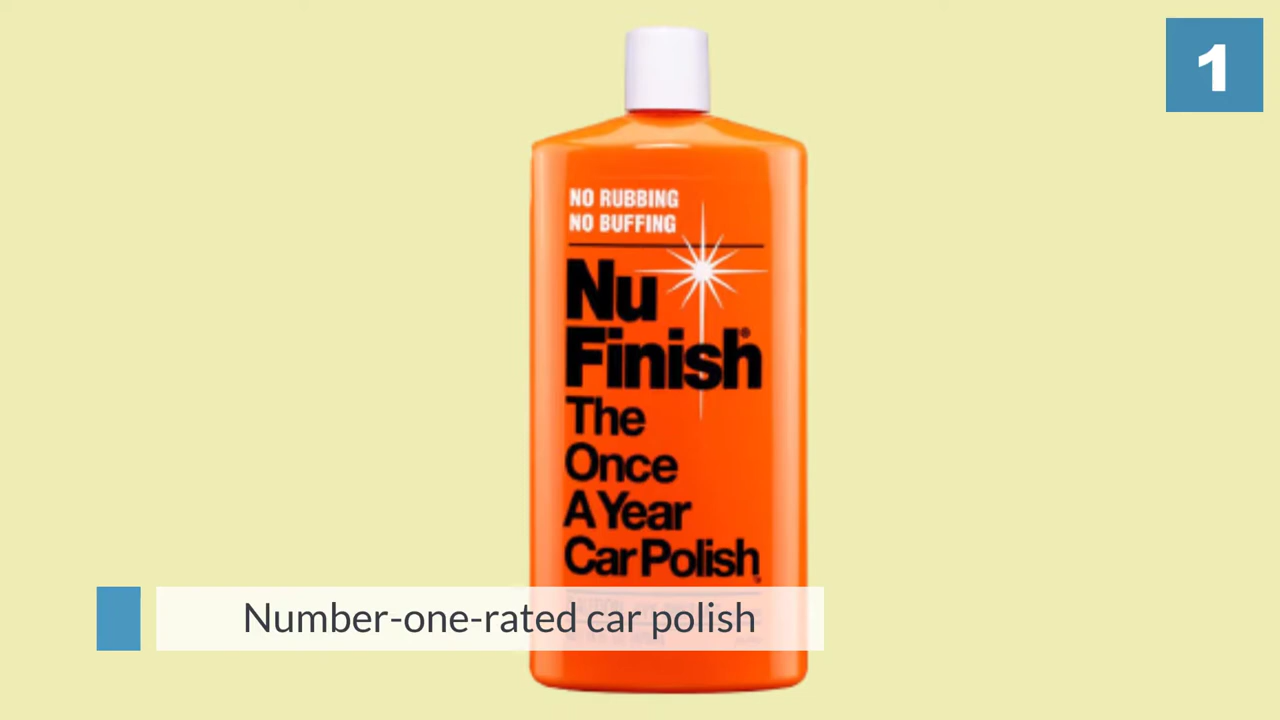 1
NO RUBBING
NO BUFFING
Nu
Finish®
The
Once
A Year
Car Polish
Number-one-rated car polish